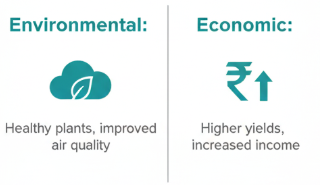 Environmental:
Healthy plants, improved
air quality
Economic:
₹
Higher yields,
increased income